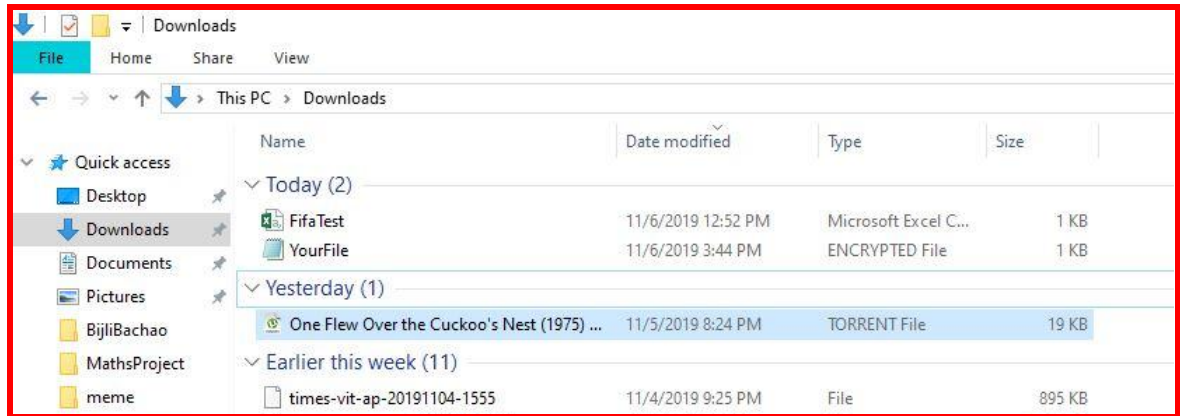 Downloads
File Home Share View
This PC > Downloads
Name Date modified Type Size
Quick access
Today (2)
Desktop
FifaTest 11/6/2019 12:52 PM Microsoft Excel C... 1 KB
Downloads
YourFile 11/6/2019 3:44 PM ENCRYPTED File 1 KB
Documents
Yesterday (1)
Pictures
One Flew Over the Cuckoo's Nest (1975) ... 11/5/2019 8:24 PM TORRENT File 19 KB
BijliBachao
Earlier this week (11)
MathsProject
meme
times-vit-ap-20191104-1555 11/4/2019 9:25 PM File 895 KB